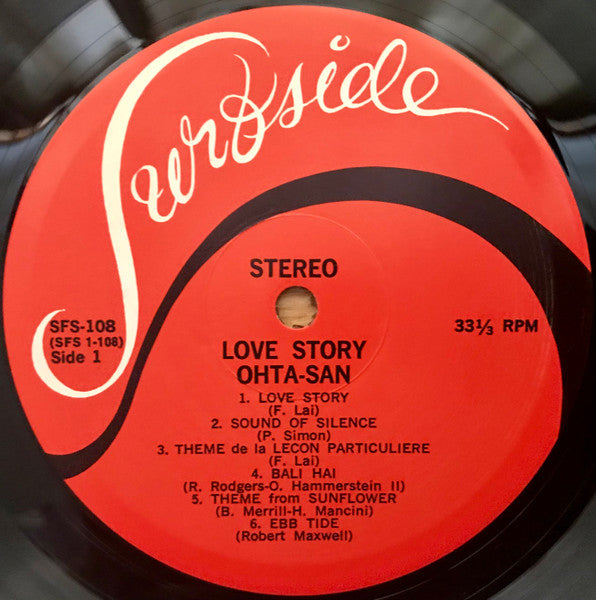 Surfside
STEREO
SFS-108
(SFS 1-108)
Side 1
33⅓ RPM
LOVE STORY
OHTA-SAN
1. LOVE STORY
(F. Lai)
2. SOUND OF SILENCE
(P. Simon)
3. THEME de la LECON PARTICULIERE
(F. Lai)
4. BALI HAI
(R. Rodgers-O. Hammerstein II)
5. THEME from SUNFLOWER
(B. Merrill-H. Mancini)
6. EBB TIDE
(Robert Maxwell)